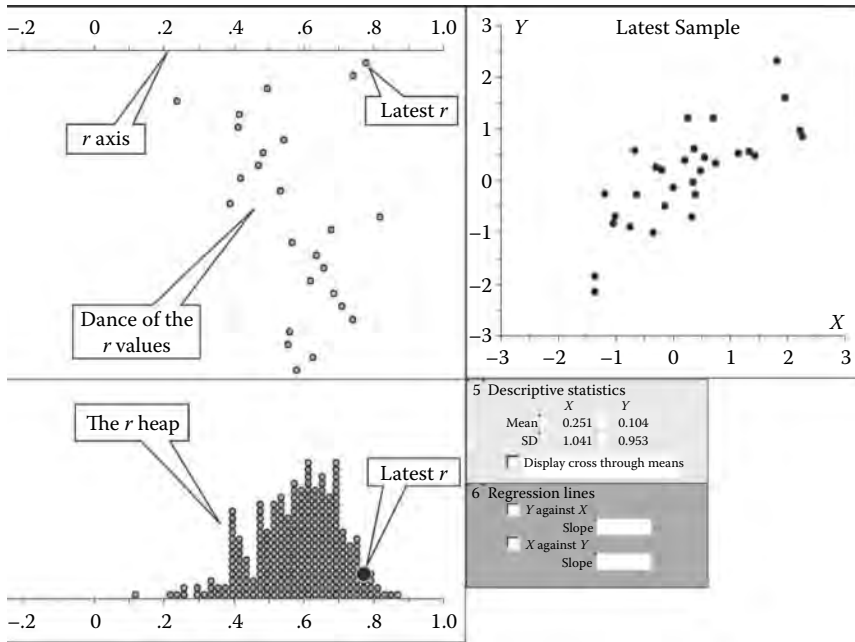 -.2 0 .2 .4 .6 .8 1.0
r axis
Latest r
Dance of the
r values
Y
Latest Sample
3
2
1
0
−1
−2
−3
X
−3 −2 −1 0 1 2 3
The r heap
Latest r
-.2 0 .2 .4 .6 .8 1.0
5 Descriptive statistics
X Y
Mean 0.251 0.104
SD 1.041 0.953
Display cross through means
6 Regression lines
Y against X
Slope
X against Y
Slope